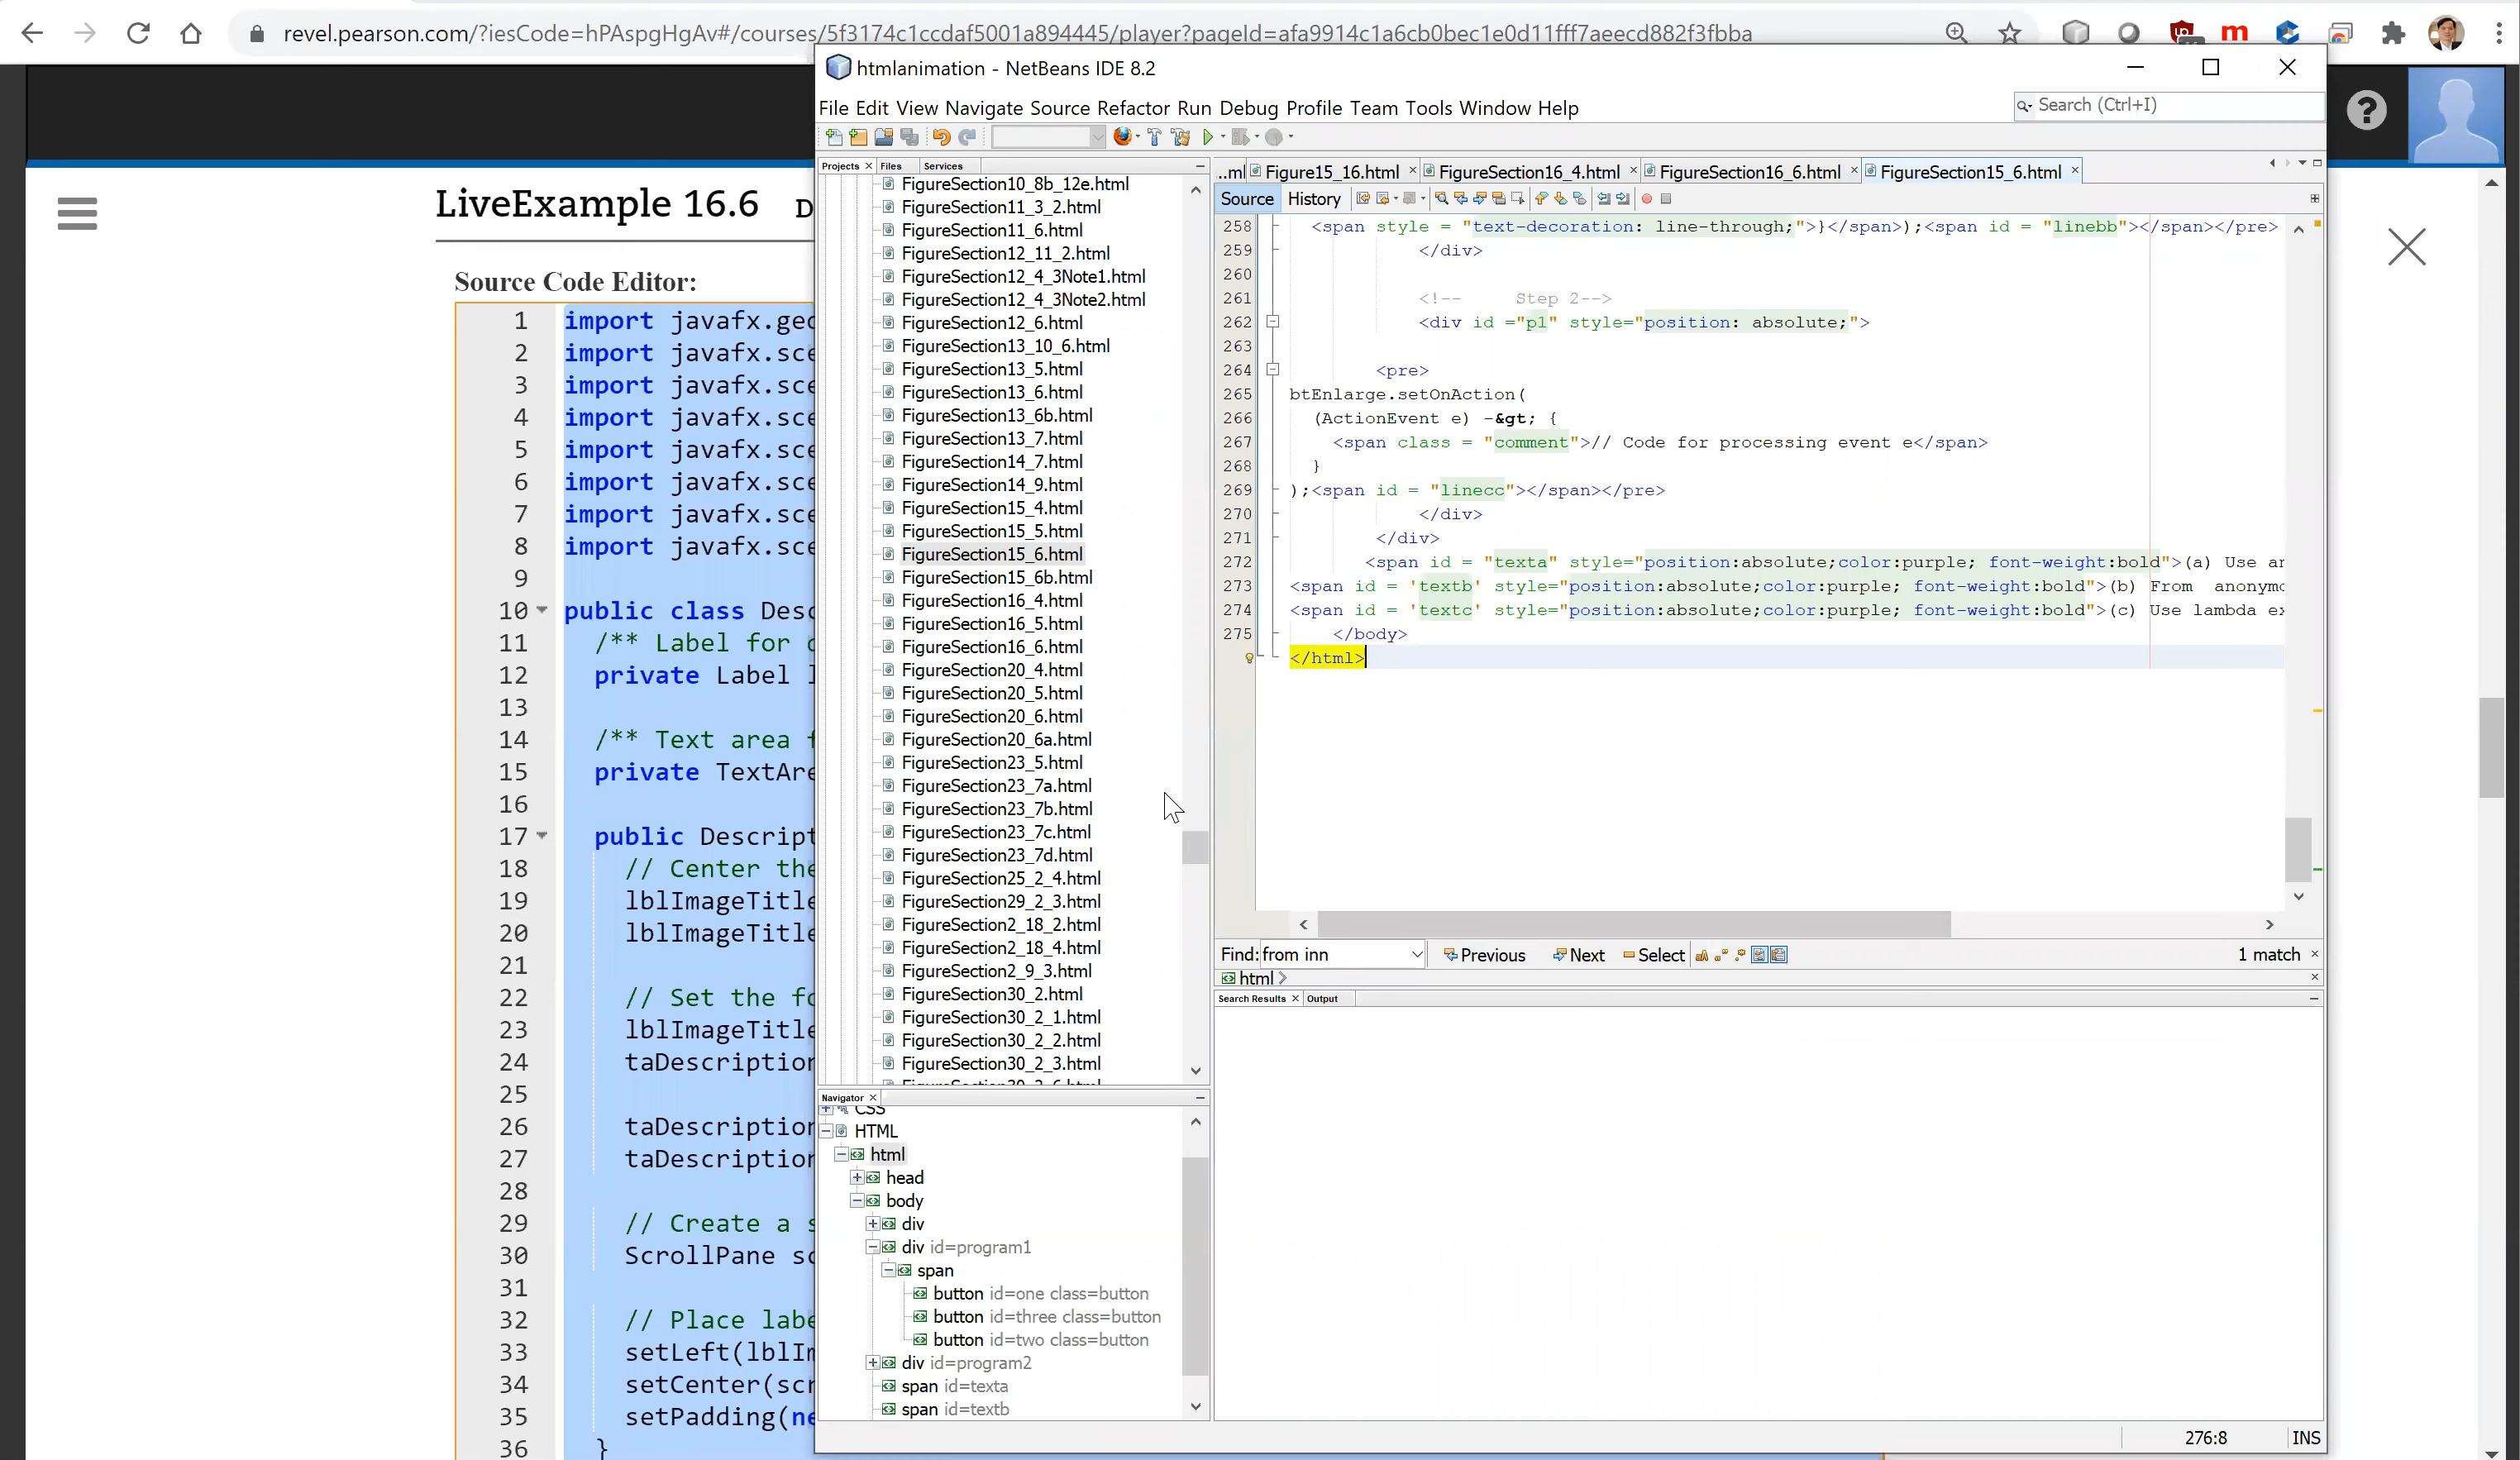 revel.pearson.com/?iesCode=hPAspgHgAv#/courses/5f3174c1ccdaf5001a894445/player?pageId=afa9914c1a6cb0bec1e0d11fff7aeecd882f3fbba
LiveExample 16.6 D
Source Code Editor:
1 import javafx.geo
2 import javafx.sce
3 import javafx.sce
4 import javafx.sce
5 import javafx.sce
6 import javafx.sce
7 import javafx.sce
8 import javafx.sce
9
10 public class Desc
11 /** Label for
12 private Label
13
14 /** Text area
15 private TextAre
16
17 public Descript
18 // Center the
19 lblImageTitle
20 lblImageTitle
21
22 // Set the fo
23 lblImageTitle
24 taDescription
25
26 taDescription
27 taDescription
28
29 // Create a s
30 ScrollPane sc
31
32 // Place labe
33 setLeft(lblIm
34 setCenter(scr
35 setPadding(ne
36 }
htmlanimation - NetBeans IDE 8.2
File Edit View Navigate Source Refactor Run Debug Profile Team Tools Window Help
Search (Ctrl+I)
Projects Files Services
FigureSection10_8b_12e.html
FigureSection11_3_2.html
FigureSection11_6.html
FigureSection12_11_2.html
FigureSection12_4_3Note1.html
FigureSection12_4_3Note2.html
FigureSection12_6.html
FigureSection13_10_6.html
FigureSection13_5.html
FigureSection13_6.html
FigureSection13_6b.html
FigureSection13_7.html
FigureSection14_7.html
FigureSection14_9.html
FigureSection15_4.html
FigureSection15_5.html
FigureSection15_6.html
FigureSection15_6b.html
FigureSection16_4.html
FigureSection16_5.html
FigureSection16_6.html
FigureSection20_4.html
FigureSection20_5.html
FigureSection20_6.html
FigureSection20_6a.html
FigureSection23_5.html
FigureSection23_7a.html
FigureSection23_7b.html
FigureSection23_7c.html
FigureSection23_7d.html
FigureSection25_2_4.html
FigureSection29_2_3.html
FigureSection2_18_2.html
FigureSection2_18_4.html
FigureSection2_9_3.html
FigureSection30_2.html
FigureSection30_2_1.html
FigureSection30_2_2.html
FigureSection30_2_3.html
Navigator
CSS
HTML
html
head
body
div
div id=program1
span
button id=one class=button
button id=three class=button
button id=two class=button
div id=program2
span id=texta
span id=textb
...ml Figure15_16.html FigureSection16_4.html FigureSection16_6.html FigureSection15_6.html
Source History
258 <span style = "text-decoration: line-through;">}</span>);<span id = "linebb"></span></pre>
259 </div>
260
261 <!-- Step 2-->
262 <div id ="p1" style="position: absolute;">
263
264 <pre>
265 btEnlarge.setOnAction(
266 (ActionEvent e) -&gt; {
267 <span class = "comment">// Code for processing event e</span>
268 }
269 );<span id = "linecc"></span></pre>
270 </div>
271 </div>
272 <span id = "texta" style="position:absolute;color:purple; font-weight:bold">(a) Use an
273 <span id = 'textb' style="position:absolute;color:purple; font-weight:bold">(b) From anonymo
274 <span id = 'textc' style="position:absolute;color:purple; font-weight:bold">(c) Use lambda ex
275 </body>
</html>
Find: from inn Previous Next Select 1 match
html
Search Results Output
276:8 INS